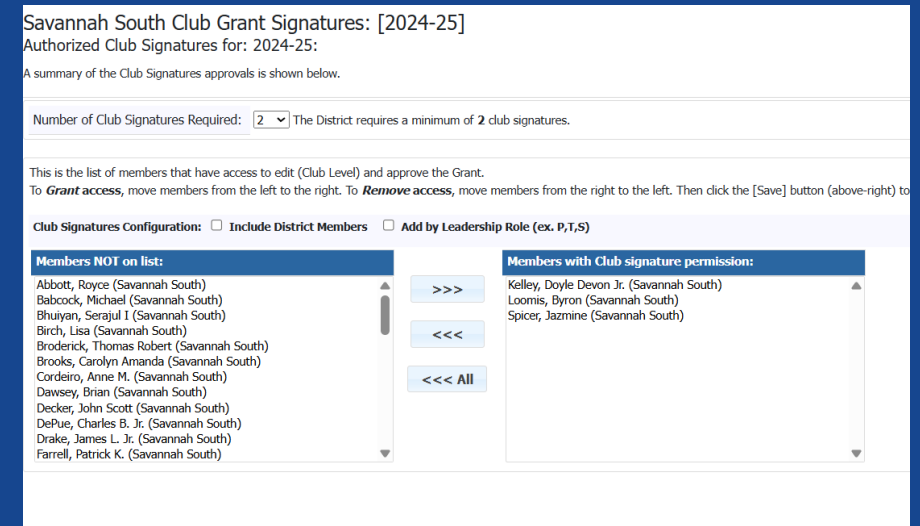 Savannah South Club Grant Signatures: [2024-25]
Authorized Club Signatures for: 2024-25:
A summary of the Club Signatures approvals is shown below.
Number of Club Signatures Required: 2 The District requires a minimum of 2 club signatures.
This is the list of members that have access to edit (Club Level) and approve the Grant.
To Grant access, move members from the left to the right. To Remove access, move members from the right to the left. Then click the [Save] button (above-right) to
Club Signatures Configuration: Include District Members Add by Leadership Role (ex. P,T,S)
Members NOT on list:
Abbott, Royce (Savannah South)
Babcock, Michael (Savannah South)
Bhuiyan, Serajul I (Savannah South)
Birch, Lisa (Savannah South)
Broderick, Thomas Robert (Savannah South)
Brooks, Carolyn Amanda (Savannah South)
Cordeiro, Anne M. (Savannah South)
Dawsey, Brian (Savannah South)
Decker, John Scott (Savannah South)
DePue, Charles B. Jr. (Savannah South)
Drake, James L. Jr. (Savannah South)
Farrell, Patrick K. (Savannah South)
>>>
<<<
<<< All
Members with Club signature permission:
Kelley, Doyle Devon Jr. (Savannah South)
Loomis, Byron (Savannah South)
Spicer, Jazmine (Savannah South)